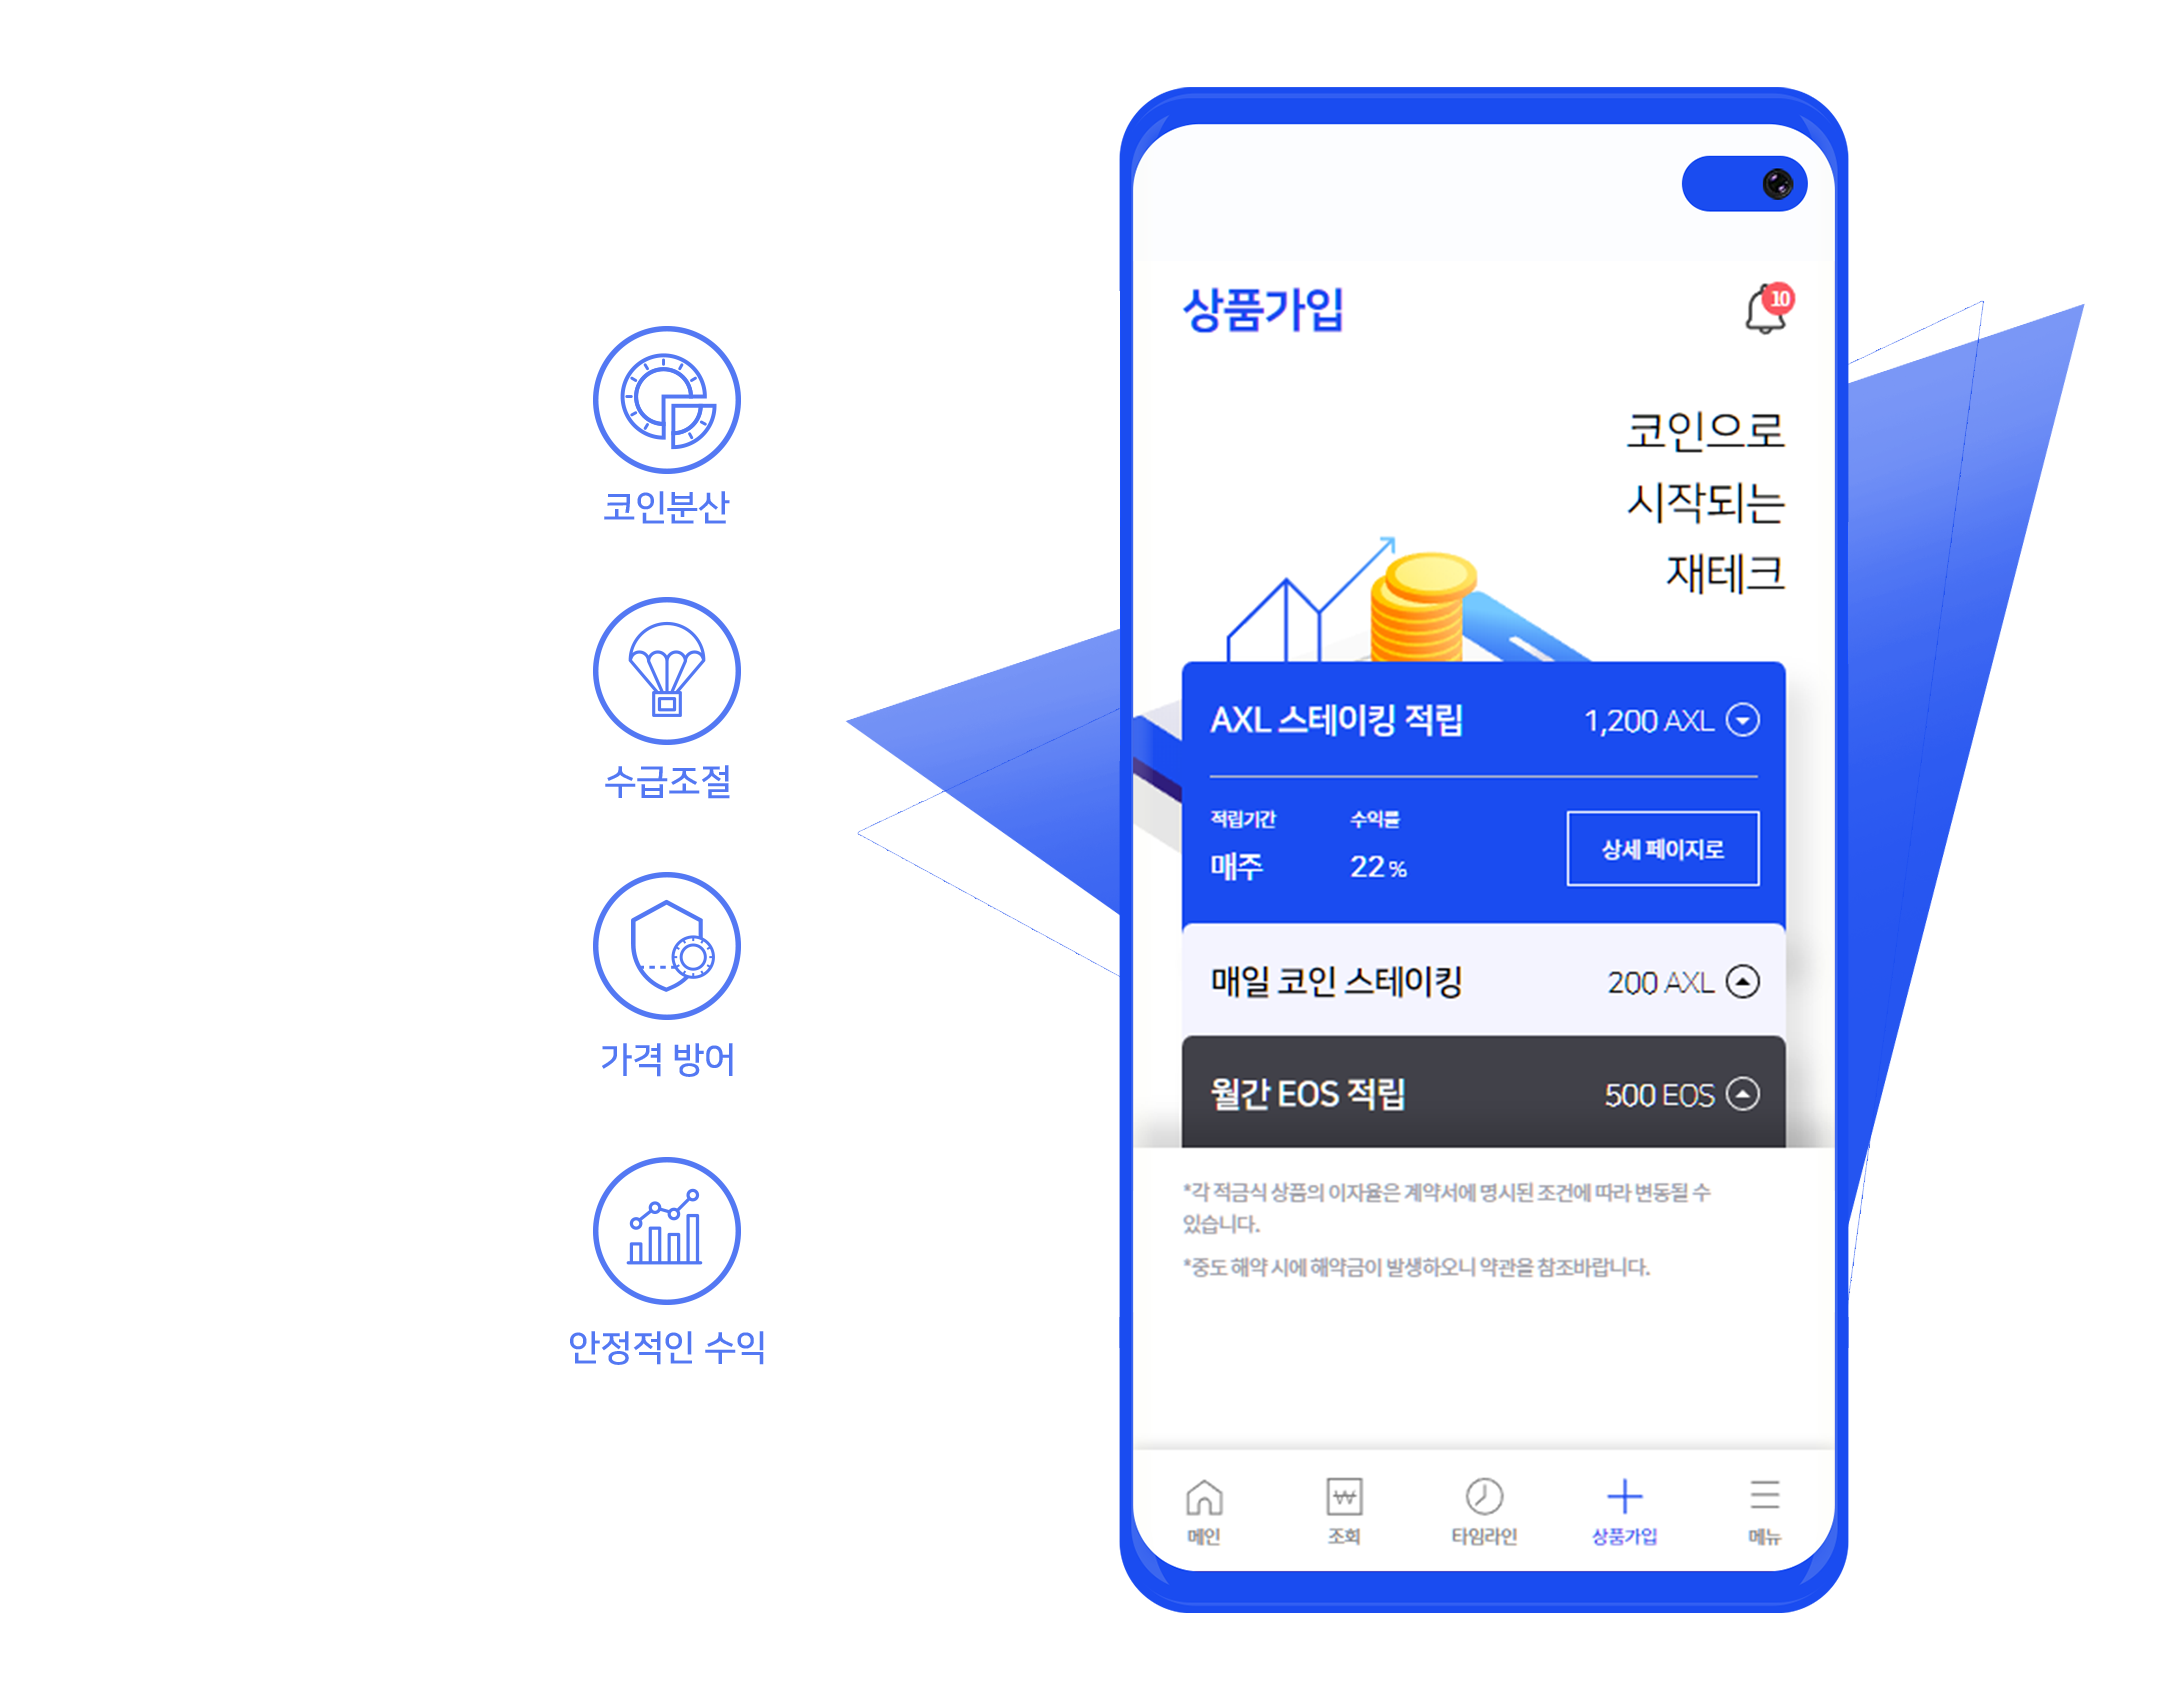 코인분산
수급조절
가격 방어
안정적인 수익
상품가입
10
코인으로
시작되는
재테크
AXL 스테이킹 적립
1,200 AXL
적립기간
수익률
매주
22 %
상세 페이지로
매일 코인 스테이킹
200 AXL
월간 EOS 적립
500 EOS
*각 적금식 상품의 이자율은 계약서에 명시된 조건에 따라 변동될 수
있습니다.
*중도 해약 시에 해약금이 발생하오니 약관을 참조바랍니다.
₩
메인
조회
타임라인
상품가입
메뉴